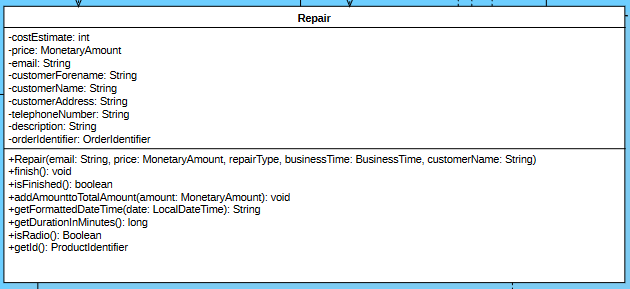 Repair
-costEstimate: int
-price: MonetaryAmount
-email: String
-customerForename: String
-customerName: String
-customerAddress: String
-telephoneNumber: String
-description: String
-orderIdentifier: OrderIdentifier
+Repair(email: String, price: MonetaryAmount, repairType, businessTime: BusinessTime, customerName: String)
+finish(): void
+isFinished(): boolean
+addAmounttoTotalAmount(amount: MonetaryAmount): void
+getFormattedDateTime(date: LocalDateTime): String
+getDurationInMinutes(): long
+isRadio(): Boolean
+getId(): ProductIdentifier